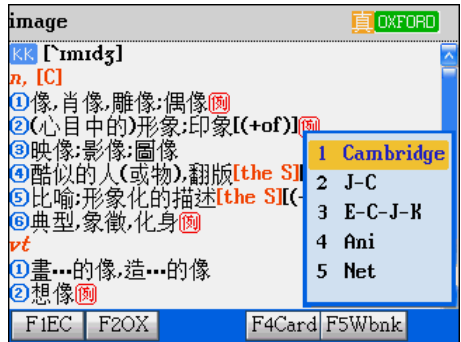 image 真 OXFORD
KK [ˋɪmɪdʒ]
n, [C]
①像,肖像,雕像;偶像例
②(心目中的)形象;印象[(+of)]例
③映像;影像;圖像
④酷似的人(或物),翻版[the S]
⑤比喻;形象化的描述[the S][(-
⑥典型,象徵,化身例
vt
①畫…的像,造…的像
②想像例
1 Cambridge
2 J-C
3 E-C-J-K
4 Ani
5 Net
F1EC F2OX F4Card F5Wbnk